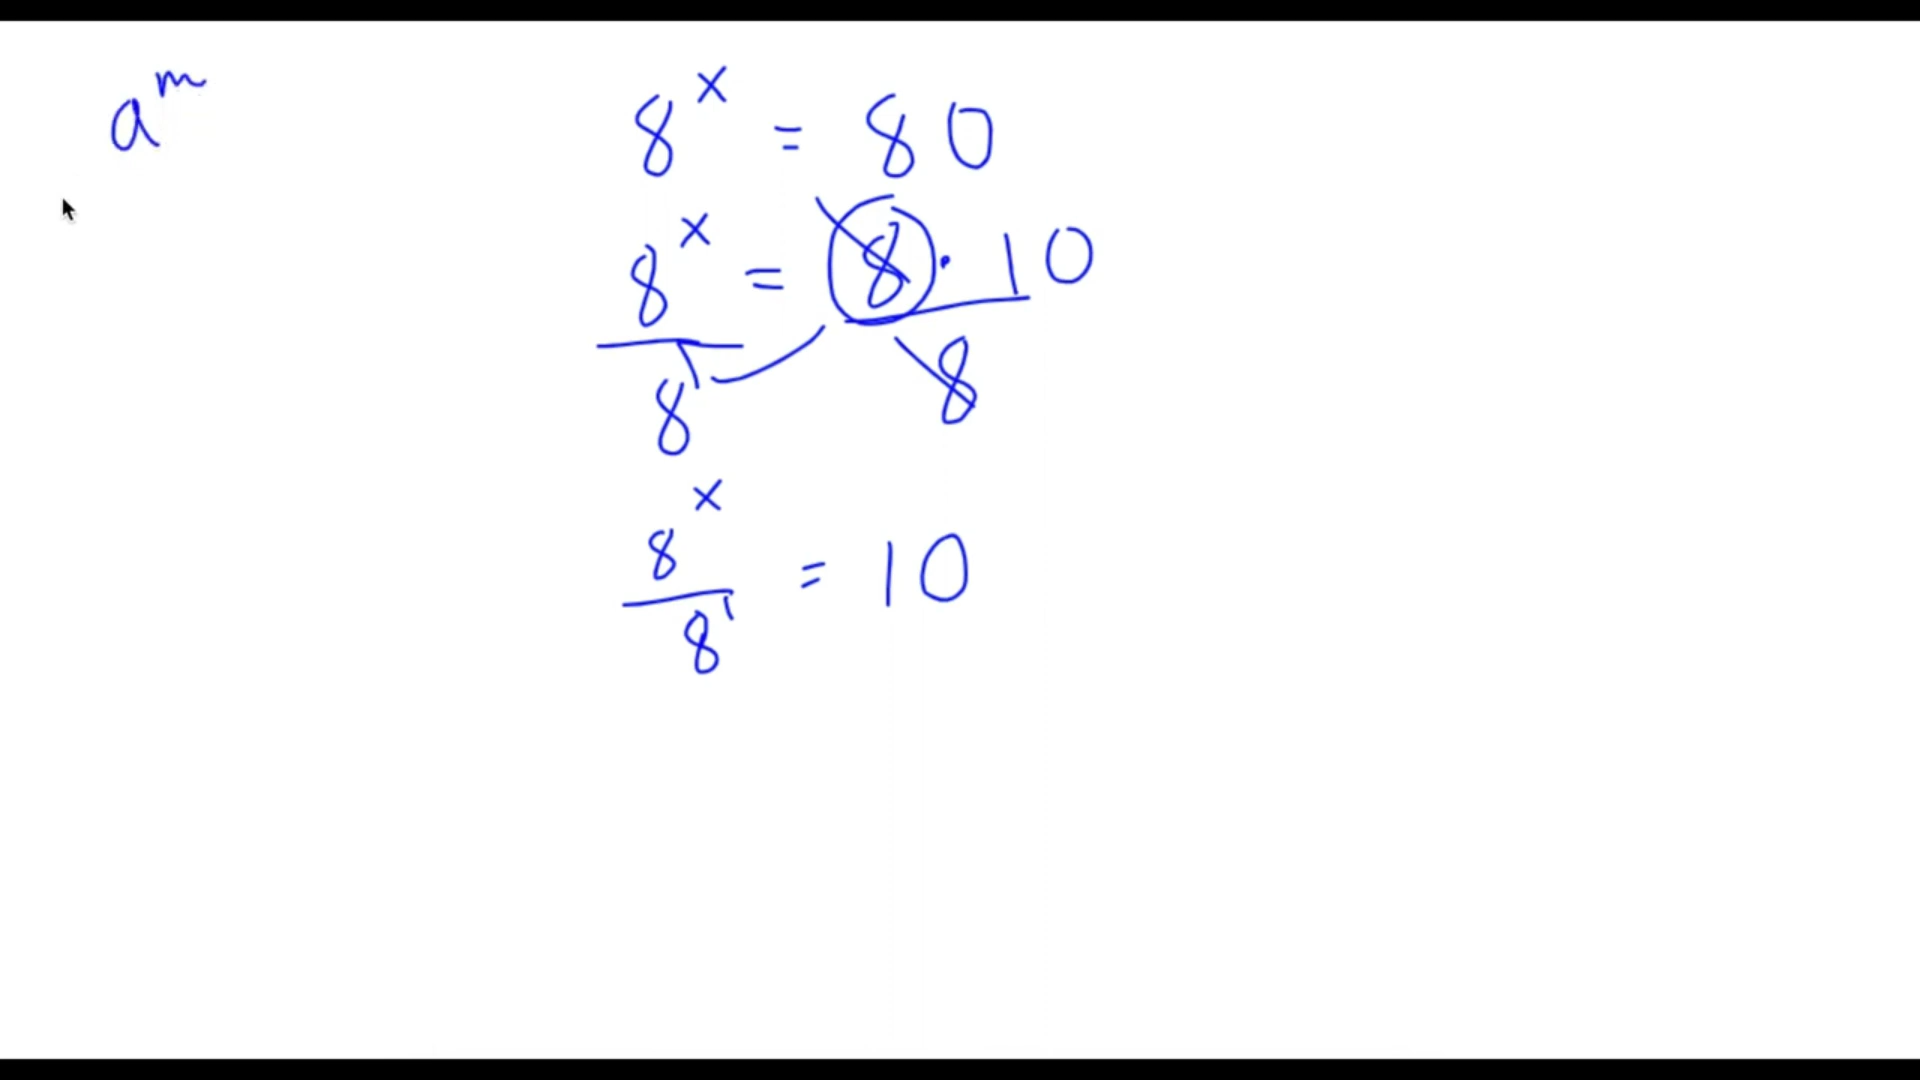 a^m
8^x = 80
8^x = 8 · 10
8^1 8
8^x
8^1 = 10